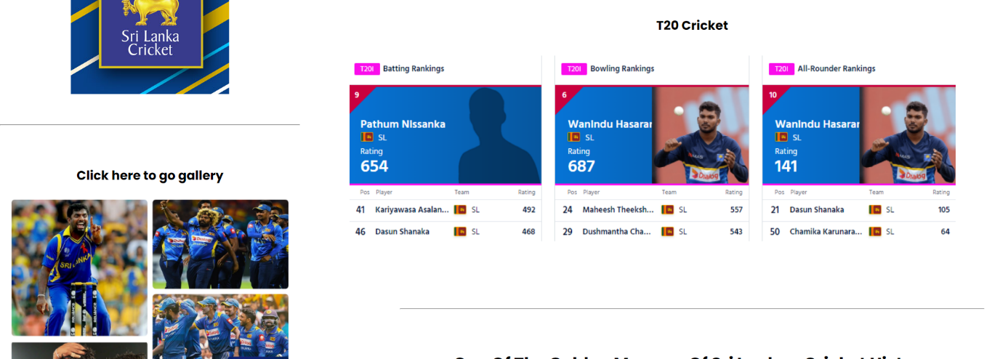 Sri Lanka
Cricket
Click here to go gallery
T20 Cricket
T20I Batting Rankings
9
Pathum Nissanka
SL
Rating
654
Pos Player Team Rating
41 Kariyawasa Asalan... SL 492
46 Dasun Shanaka SL 468
T20I Bowling Rankings
6
Wanindu Hasarar
SL
Rating
687
Pos Player Team Rating
24 Maheesh Theeksh... SL 557
29 Dushmantha Cha... SL 543
T20I All-Rounder Rankings
10
Wanindu Hasarar
SL
Rating
141
Pos Player Team Rating
21 Dasun Shanaka SL 105
50 Chamika Karunara... SL 64